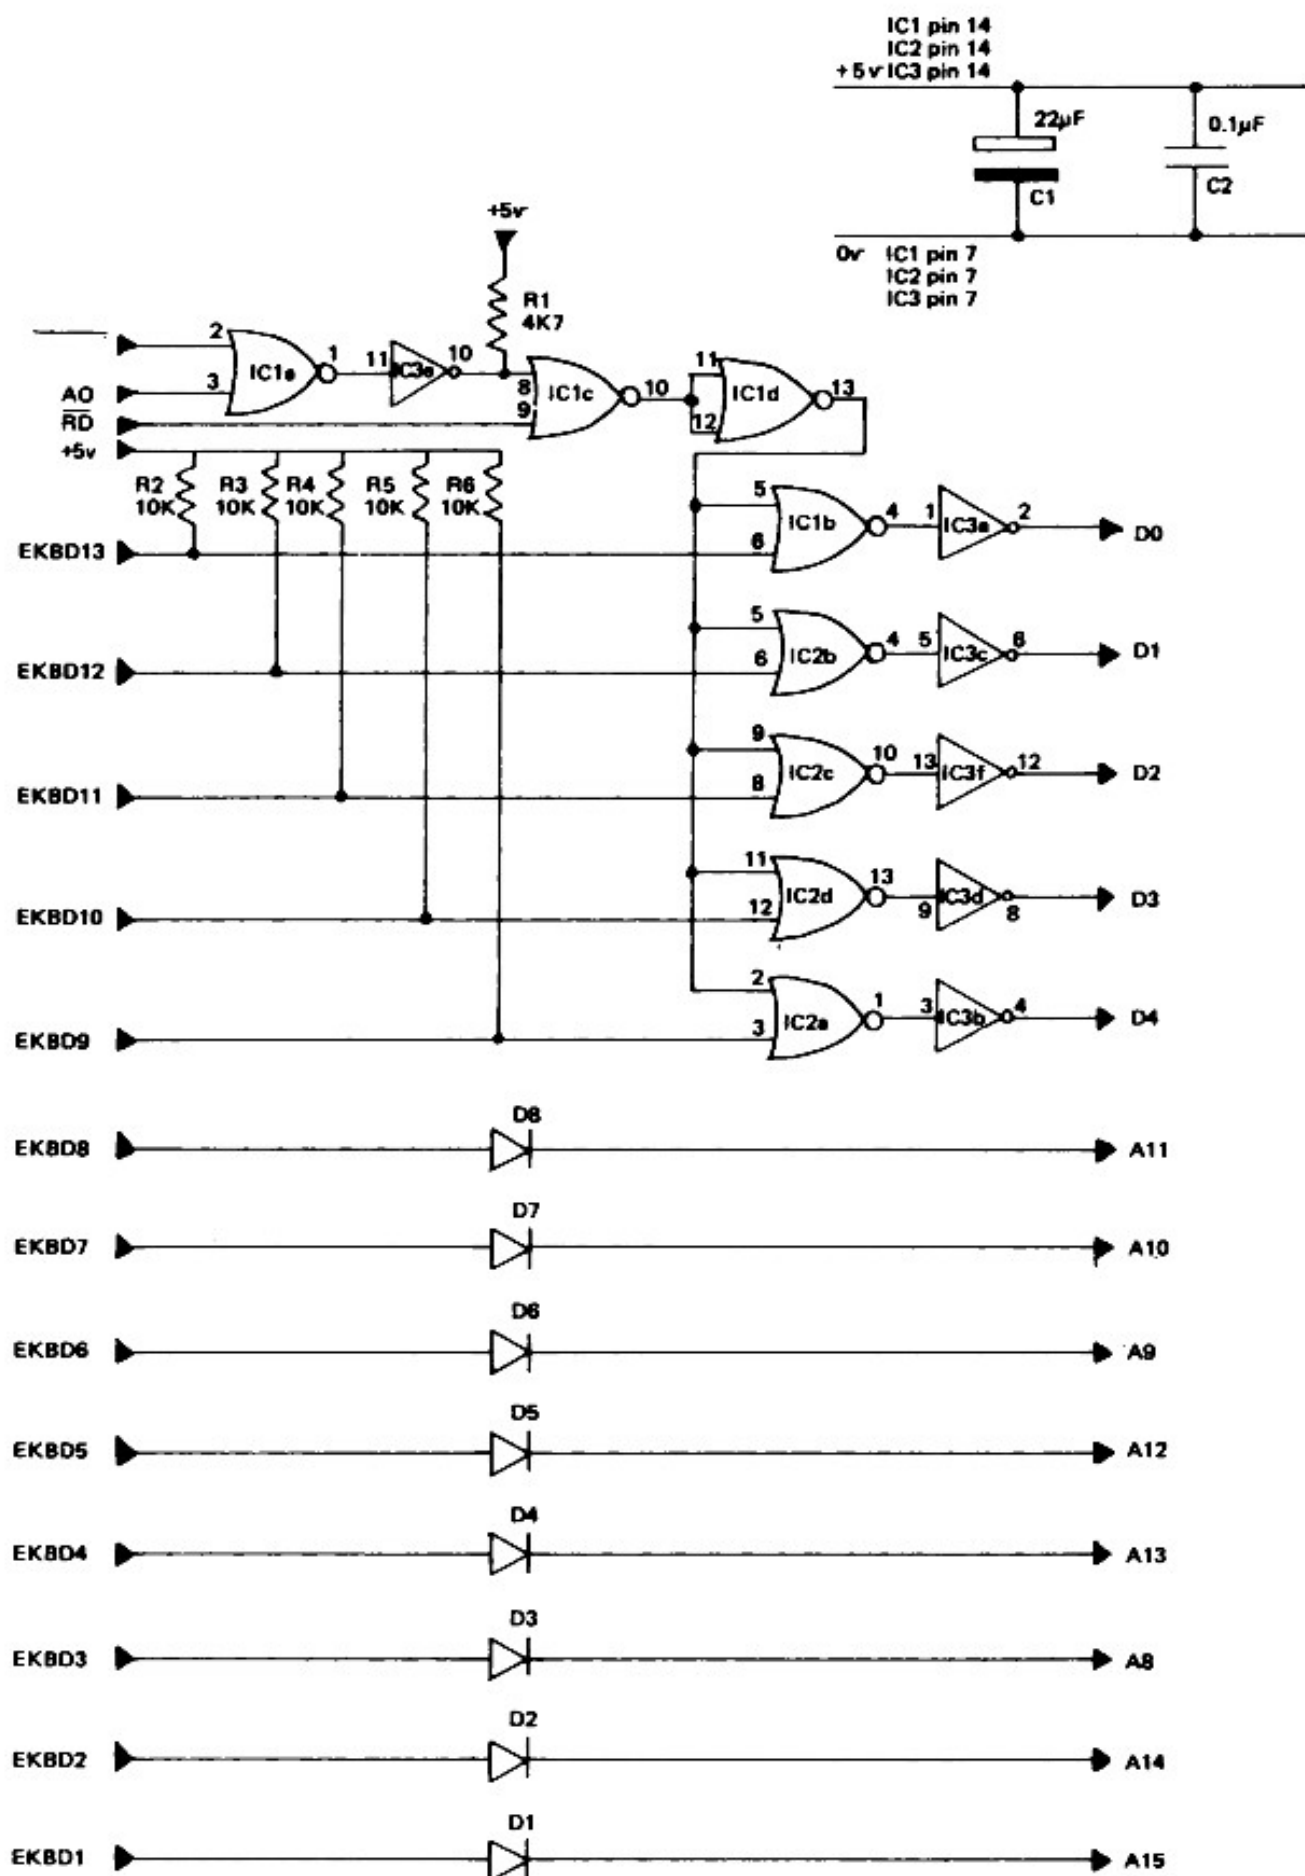 IC1 pin 14
IC2 pin 14
+5v IC3 pin 14
22µF
0.1µF
C1
C2
0v IC1 pin 7
IC2 pin 7
IC3 pin 7
+5v
R1
4K7
2
3
IC1a
1
11
IC3e
10
8
9
IC1c
10
11
12
IC1d
13
A0
RD
+5v
R2
10K
R3
10K
R4
10K
R5
10K
R6
10K
EKBD13
5
6
IC1b
4
1
IC3a
2
D0
EKBD12
5
6
IC2b
4
5
IC3c
6
D1
EKBD11
9
8
IC2c
10
13
IC3f
12
D2
EKBD10
11
12
IC2d
13
9
IC3d
8
D3
EKBD9
2
3
IC2a
1
3
IC3b
4
D4
EKBD8
D8
A11
EKBD7
D7
A10
EKBD6
D6
A9
EKBD5
D5
A12
EKBD4
D4
A13
EKBD3
D3
A8
EKBD2
D2
A14
EKBD1
D1
A15